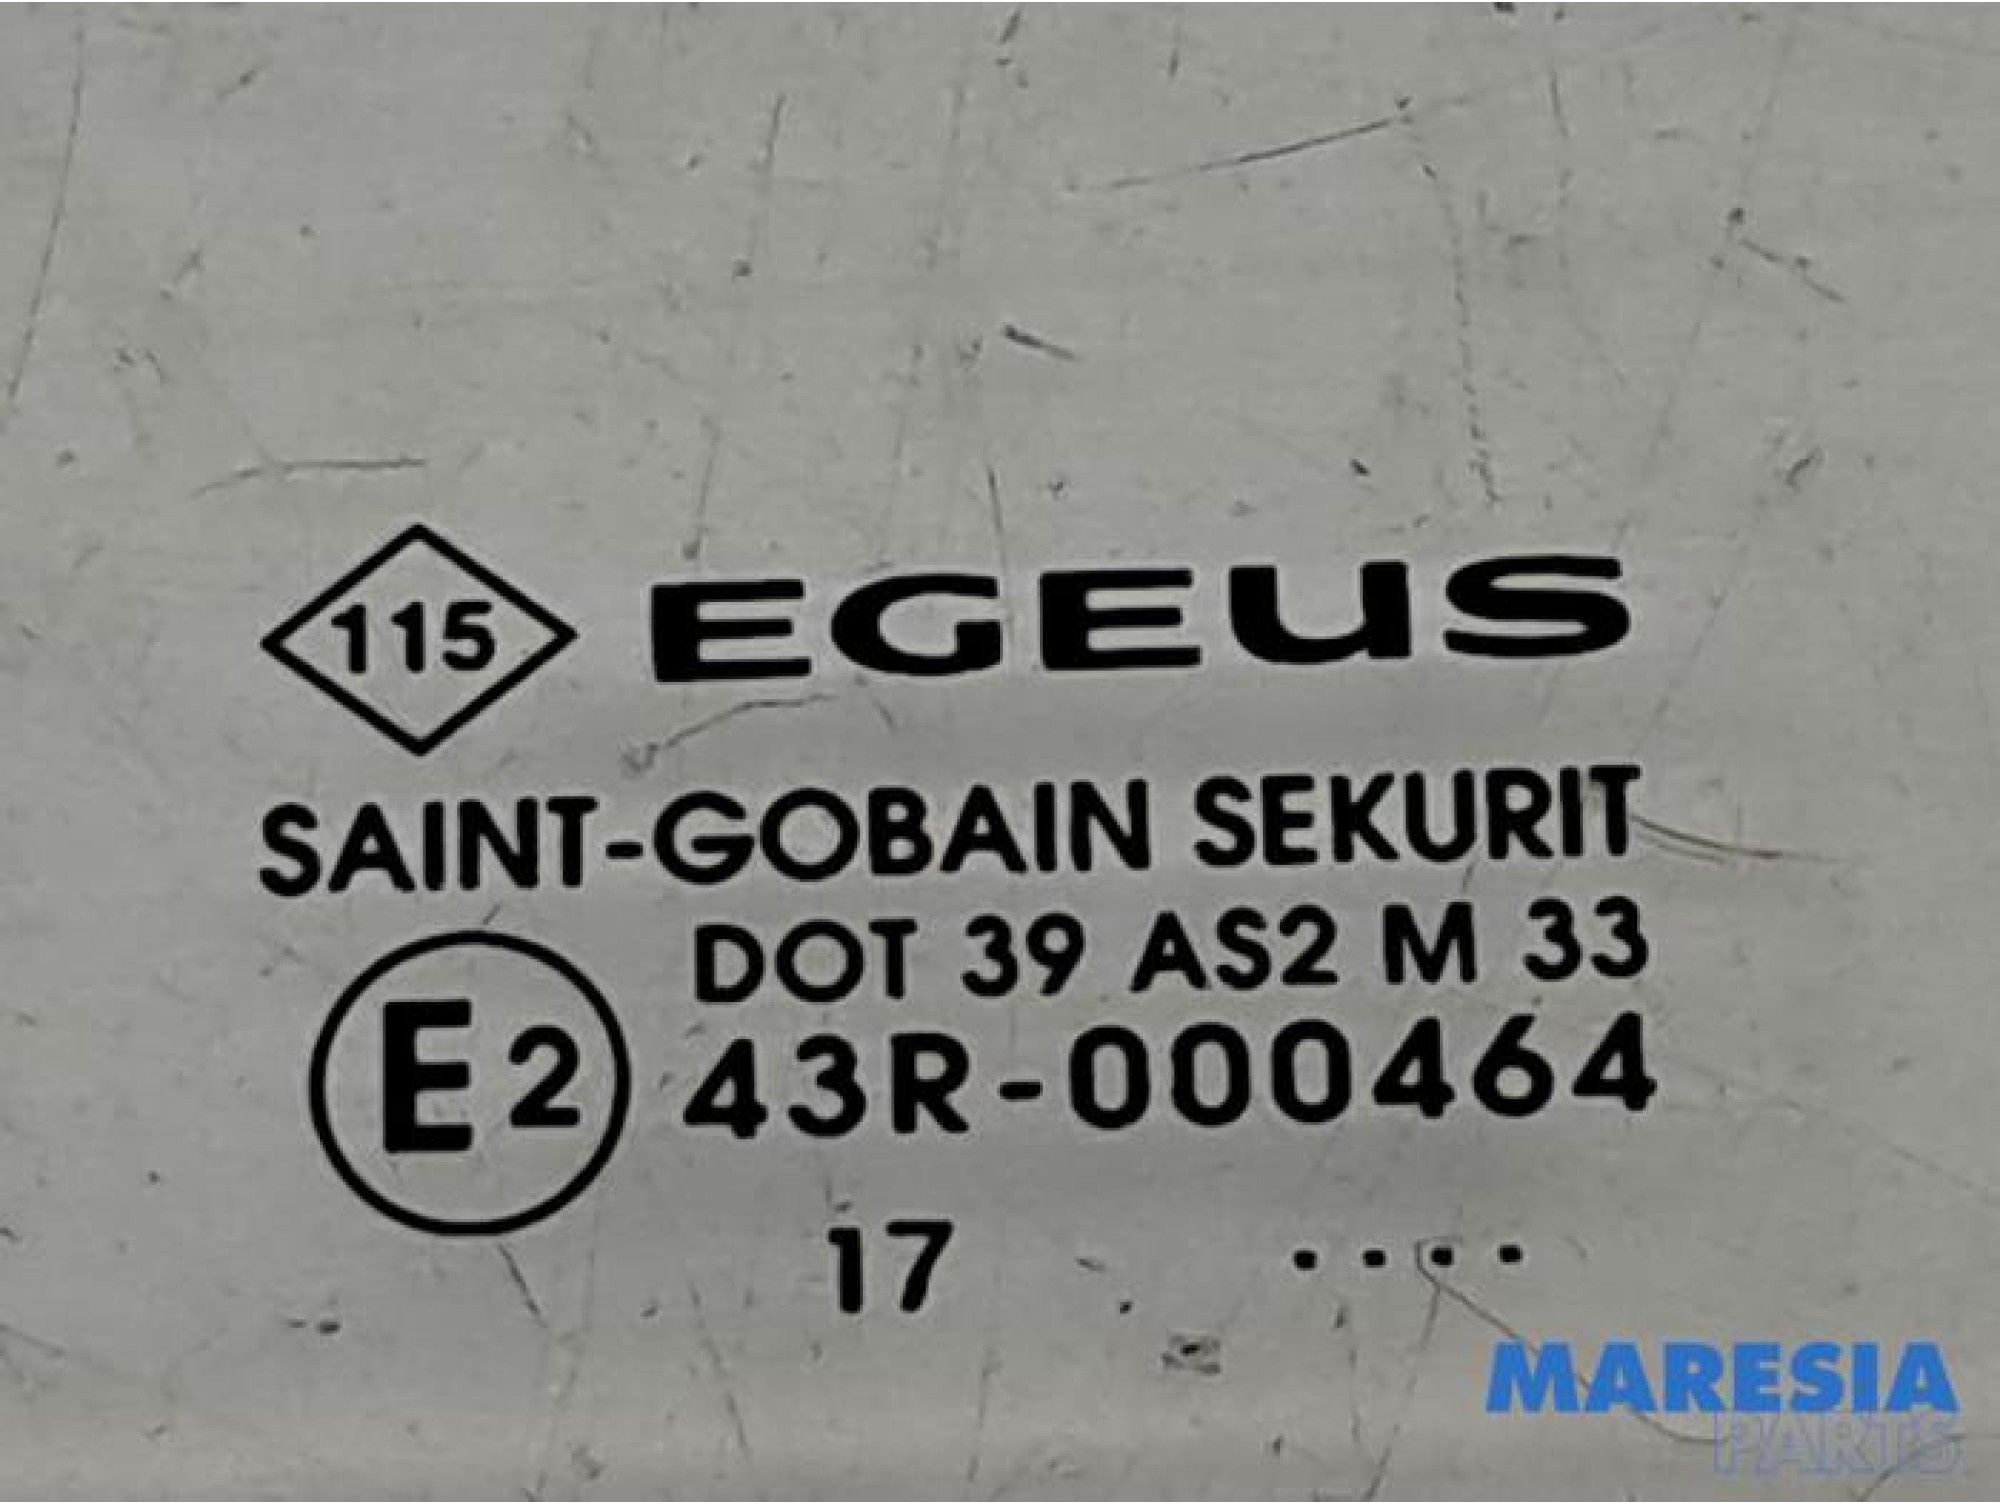 115 EGEUS
SAINT-GOBAIN SEKURIT
DOT 39 AS2 M 33
E2 43R-000464
17 ....
MARESIA
PARTS